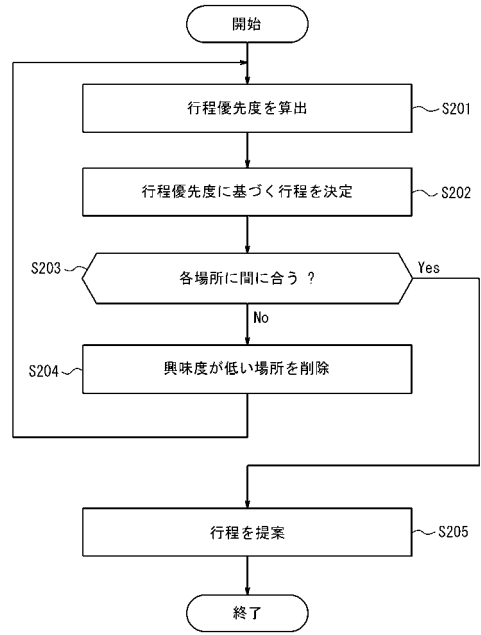 開始
行程優先度を算出
S201
行程優先度に基づく行程を決定
S202
S203
各場所に間に合う ?
Yes
No
S204
興味度が低い場所を削除
行程を提案
S205
終了